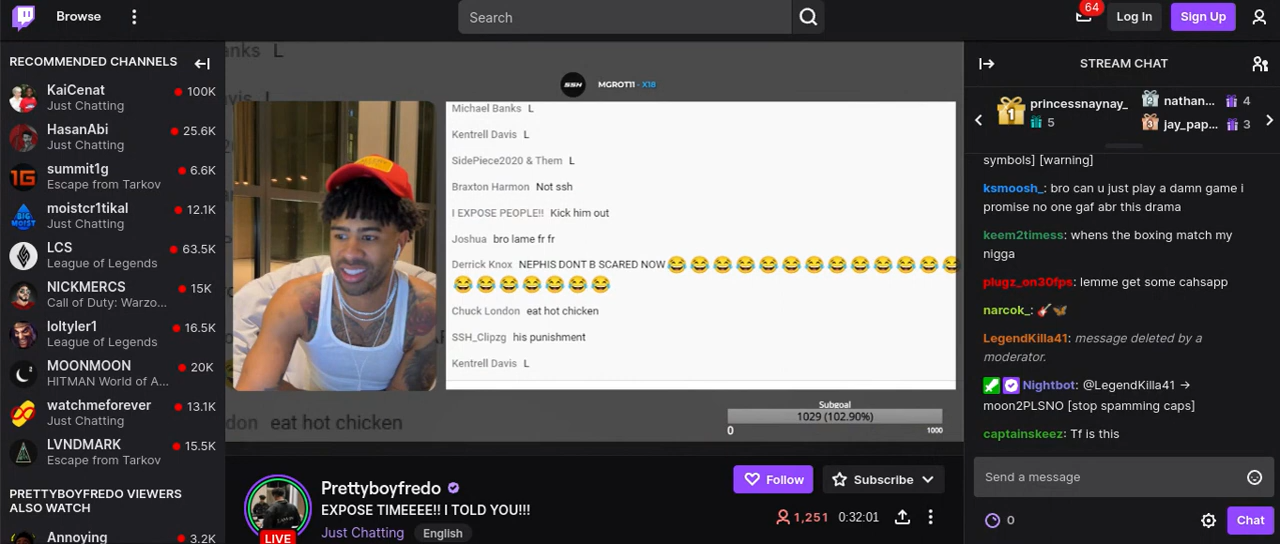 Browse
Search
64
Log In
Sign Up
RECOMMENDED CHANNELS
KaiCenat
100K
Just Chatting
HasanAbi
25.6K
Just Chatting
summit1g
6.6K
Escape from Tarkov
moistcr1tikal
12.1K
Just Chatting
LCS
63.5K
League of Legends
NICKMERCS
15K
Call of Duty: Warzo...
loltyler1
16.5K
League of Legends
MOONMOON
20K
HITMAN World of A...
watchmeforever
13.1K
Just Chatting
LVNDMARK
15.5K
Escape from Tarkov
PRETTYBOYFREDO VIEWERS
ALSO WATCH
Annoying
3.2K
anks L
SSH
MGROT11 - X18
Michael Banks L
Kentrell Davis L
SidePiece2020 & Them L
Braxton Harmon Not ssh
I EXPOSE PEOPLE!! Kick him out
Joshua bro lame fr fr
Derrick Knox NEPHIS DONT B SCARED NOW😂😂😂😂😂😂😂😂😂😂😂😂😂
😂😂😂😂😂😂😂
Chuck London eat hot chicken
SSH_Clipzg his punishment
Kentrell Davis L
don eat hot chicken
Subgoal
1029 (102.90%)
0 1000
Prettyboyfredo
EXPOSE TIMEEEE!! I TOLD YOU!!!
Just Chatting English
LIVE
Follow
Subscribe
1,251 0:32:01
STREAM CHAT
1 princessnaynay_
5
2 nathan... 4
3 jay_pap... 3
symbols] [warning]
ksmoosh_: bro can u just play a damn game i
promise no one gaf abr this drama
keem2timess: whens the boxing match my
nigga
plugz_on30fps: lemme get some cahsapp
narcok_: 🎸🦋
LegendKilla41: message deleted by a
moderator.
Nightbot: @LegendKilla41 →
moon2PLSNO [stop spamming caps]
captainskeez: Tf is this
Send a message
0
Chat